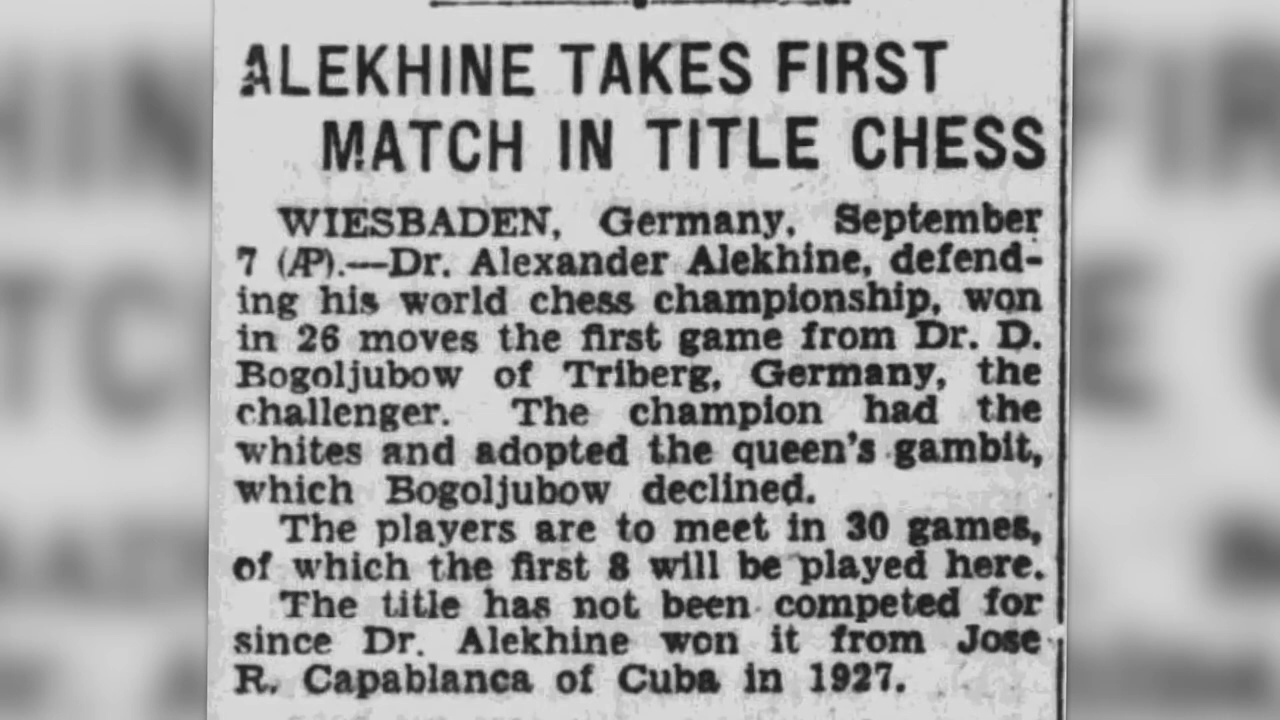 ALEKHINE TAKES FIRST
MATCH IN TITLE CHESS
WIESBADEN, Germany, September
7 (AP).—Dr. Alexander Alekhine, defend-
ing his world chess championship, won
in 26 moves the first game from Dr. D.
Bogoljubow of Triberg, Germany, the
challenger. The champion had the
whites and adopted the queen's gambit,
which Bogoljubow declined.
The players are to meet in 30 games,
of which the first 8 will be played here.
The title has not been competed for
since Dr. Alekhine won it from Jose
R. Capablanca of Cuba in 1927.